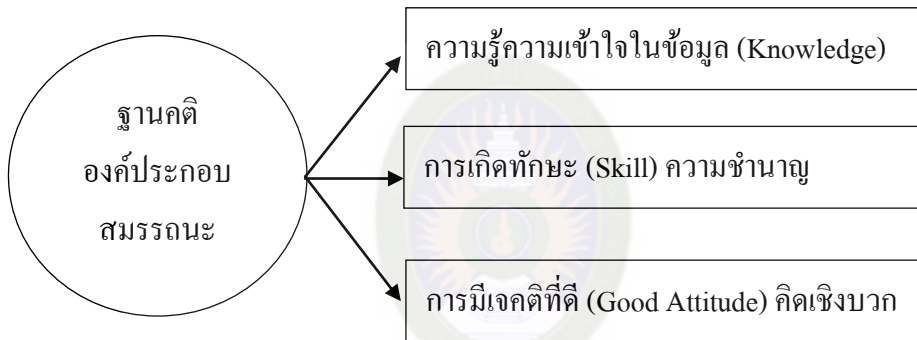 ฐานคติ
องค์ประกอบ
สมรรถนะ
ความรู้ความเข้าใจในข้อมูล (Knowledge)
การเกิดทักษะ (Skill) ความชำนาญ
การมีเจคติที่ดี (Good Attitude) คิดเชิงบวก